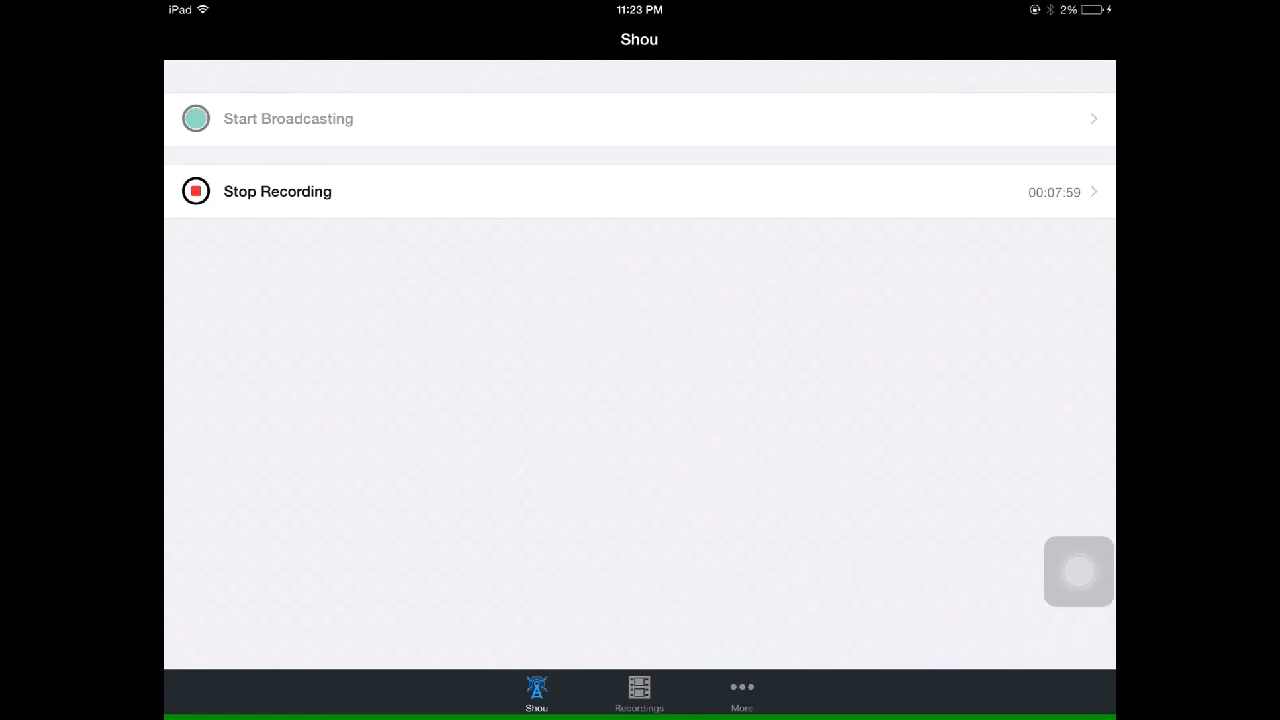 iPad 11:23 PM 2%
Shou
Start Broadcasting
Stop Recording 00:07:59
Shou Recordings More